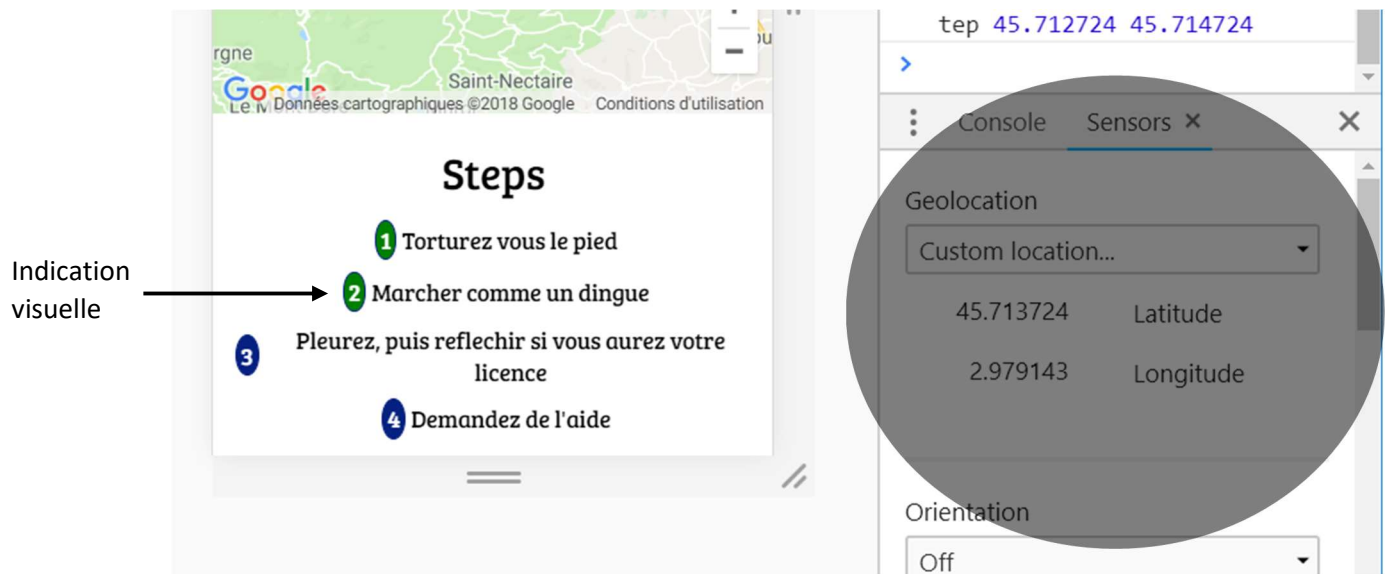 tep 45.712724 45.714724
>
rgne
Saint-Nectaire
Google
Données cartographiques ©2018 Google Conditions d'utilisation
Console Sensors ×
Steps
1 Torturez vous le pied
2 Marcher comme un dingue
3 Pleurez, puis reflechir si vous aurez votre
licence
4 Demandez de l'aide
Indication
visuelle
Geolocation
Custom location...
45.713724 Latitude
2.979143 Longitude
Orientation
Off